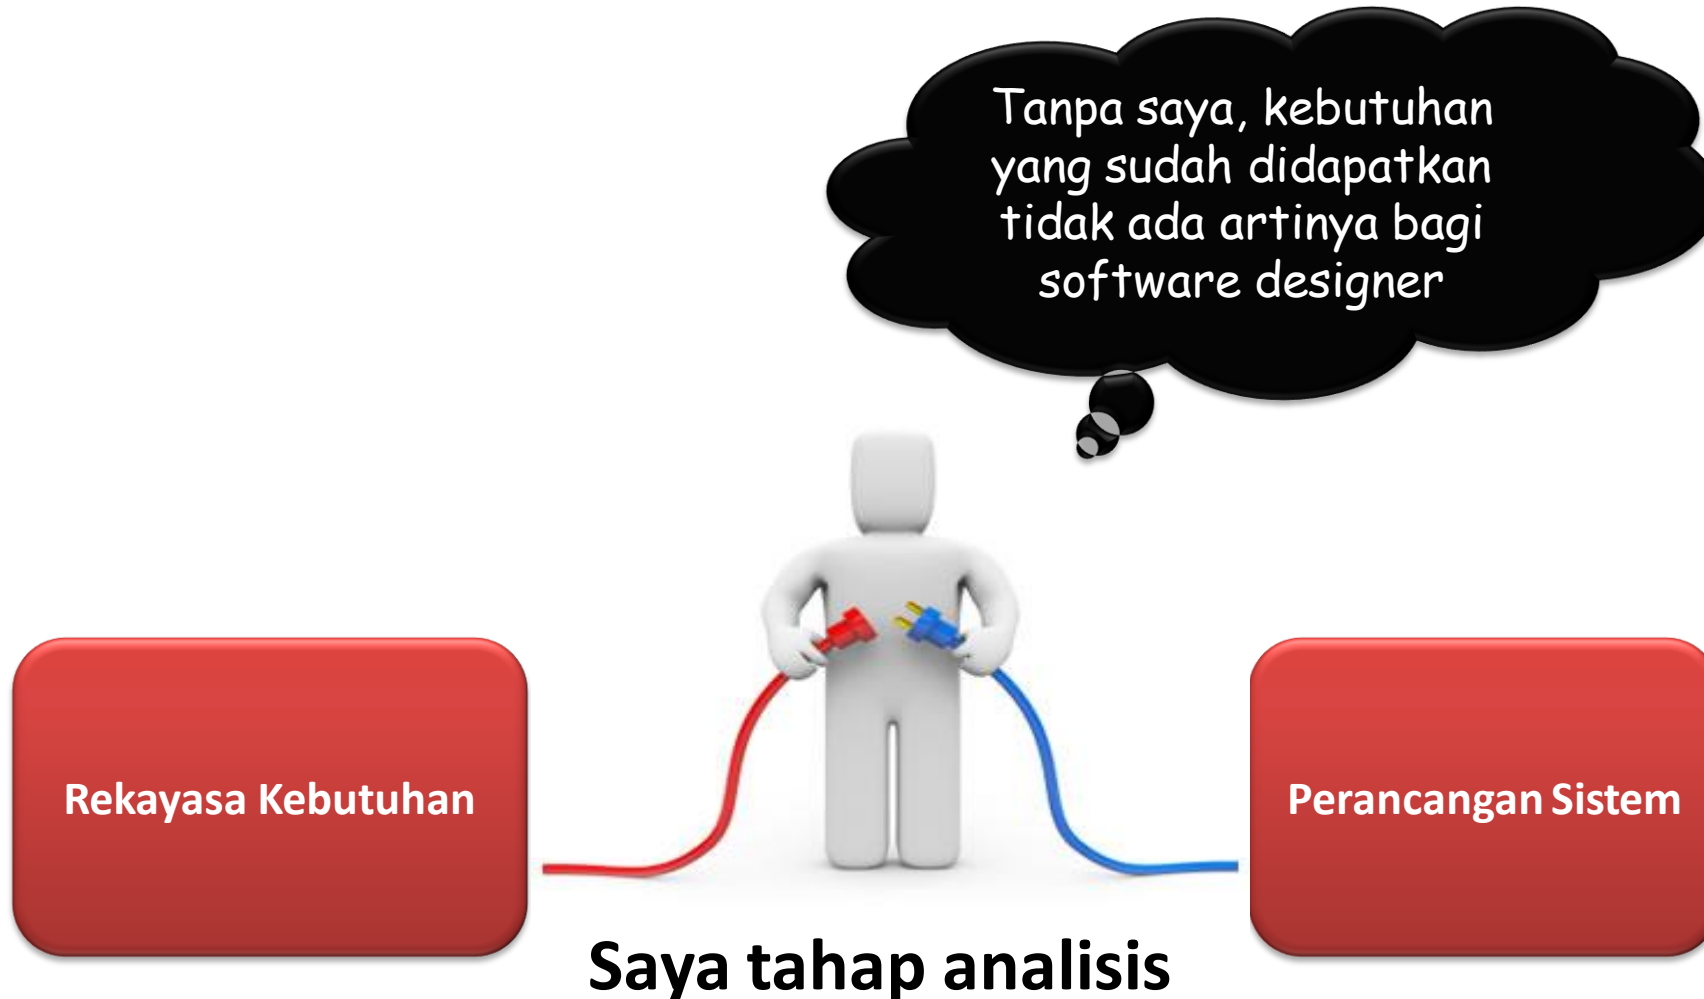 Tanpa saya, kebutuhan
yang sudah didapatkan
tidak ada artinya bagi
software designer
Rekayasa Kebutuhan
Perancangan Sistem
Saya tahap analisis